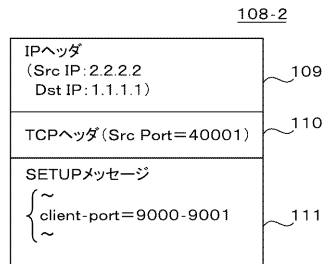 108-2
IPヘッダ
(Src IP:2.2.2.2
Dst IP:1.1.1.1)
109
TCPヘッダ(Src Port=40001)
110
SETUPメッセージ
~
client-port=9000-9001
~
111